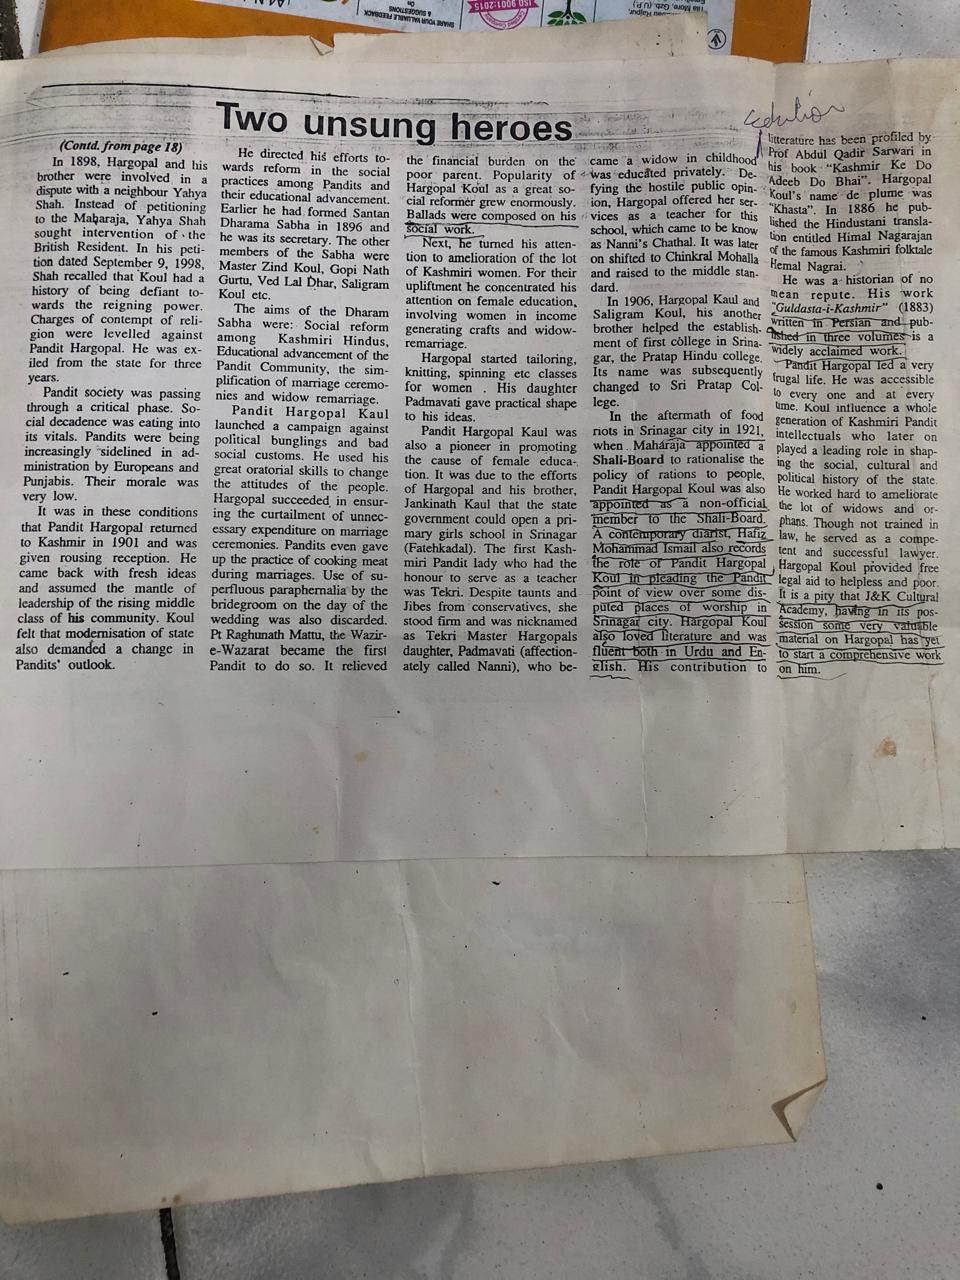 SHARE YOUR VALUABLE FEEDBACK
& SUGGESTIONS
On
ISO 9001:2015
Tila More, Gzb. (U.P.)
Two unsung heroes
(Contd. from page 18)
In 1898, Hargopal and his
brother were involved in a
dispute with a neighbour Yahya
Shah. Instead of petitioning
to the Maharaja, Yahya Shah
sought intervention of the
British Resident. In his peti-
tion dated September 9, 1998,
Shah recalled that Koul had a
history of being defiant to-
wards the reigning power.
Charges of contempt of reli-
gion were levelled against
Pandit Hargopal. He was ex-
iled from the state for three
years.
Pandit society was passing
through a critical phase. So-
cial decadence was eating into
its vitals. Pandits were being
increasingly sidelined in ad-
ministration by Europeans and
Punjabis. Their morale was
very low.
It was in these conditions
that Pandit Hargopal returned
to Kashmir in 1901 and was
given rousing reception. He
came back with fresh ideas
and assumed the mantle of
leadership of the rising middle
class of his community. Koul
felt that modernisation of state
also demanded a change in
Pandits' outlook.
He directed his efforts to-
wards reform in the social
practices among Pandits and
their educational advancement.
Earlier he had formed Santan
Dharama Sabha in 1896 and
he was its secretary. The other
members of the Sabha were
Master Zind Koul, Gopi Nath
Gurtu, Ved Lal Dhar, Saligram
Koul etc.
The aims of the Dharam
Sabha were: Social reform
among Kashmiri Hindus,
Educational advancement of the
Pandit Community, the sim-
plification of marriage ceremo-
nies and widow remarriage.
Pandit Hargopal Kaul
launched a campaign against
political bunglings and bad
social customs. He used his
great oratorial skills to change
the attitudes of the people.
Hargopal succeeded in ensur-
ing the curtailment of unnec-
essary expenditure on marriage
ceremonies. Pandits even gave
up the practice of cooking meat
during marriages. Use of su-
perfluous paraphernalia by the
bridegroom on the day of the
wedding was also discarded.
Pt Raghunath Mattu, the Wazir-
e-Wazarat became the first
Pandit to do so. It relieved
the financial burden on the
poor parent. Popularity of
Hargopal Koul as a great so-
cial reformer grew enormously.
Ballads were composed on his
social work.
Next, he turned his atten-
tion to amelioration of the lot
of Kashmiri women. For their
upliftment he concentrated his
attention on female education,
involving women in income
generating crafts and widow-
remarriage.
Hargopal started tailoring,
knitting, spinning etc classes
for women . His daughter
Padmavati gave practical shape
to his ideas.
Pandit Hargopal Kaul was
also a pioneer in promoting
the cause of female educa-
tion. It was due to the efforts
of Hargopal and his brother,
Jankinath Kaul that the state
government could open a pri-
mary girls school in Srinagar
(Fatehkadal). The first Kash-
miri Pandit lady who had the
honour to serve as a teacher
was Tekri. Despite taunts and
Jibes from conservatives, she
stood firm and was nicknamed
as Tekri Master Hargopals
daughter, Padmavati (affection-
ately called Nanni), who be-
came a widow in childhood
was educated privately. De-
fying the hostile public opin-
ion, Hargopal offered her ser-
vices as a teacher for this
school, which came to be know
as Nanni's Chathal. It was later
on shifted to Chinkral Mohalla
and raised to the middle stan-
dard.
In 1906, Hargopal Kaul and
Saligram Koul, his another
brother helped the establish-
ment of first college in Srina-
gar, the Pratap Hindu college.
Its name was subsequently
changed to Sri Pratap Col-
lege.
In the aftermath of food
riots in Srinagar city in 1921,
when Maharaja appointed a
Shali-Board to rationalise the
policy of rations to people,
Pandit Hargopal Koul was also
appointed as a non-official
member to the Shali-Board.
A contemporary diarist, Hafiz
Mohammad Ismail also records
the role of Pandit Hargopal
Koul in pleading the Pandit
point of view over some dis-
puted places of worship in
Srinagar city. Hargopal Koul
also loved literature and was
fluent both in Urdu and En-
glish. His contribution to
litterature has been profiled by
Prof Abdul Qadir Sarwari in
his book "Kashmir Ke Do
Adeeb Do Bhai". Hargopal
Koul's name de plume was
"Khasta". In 1886 he pub-
lished the Hindustani transla-
tion entitled Himal Nagarajan
of the famous Kashmiri folktale
Hemal Nagrai.
He was a historian of no
mean repute. His work
"Guldasta-i-Kashmir" (1883)
written in Persian and pub-
lished in three volumes is a
widely acclaimed work.
Pandit Hargopal led a very
frugal life. He was accessible
to every one and at every
time. Koul influence a whole
generation of Kashmiri Pandit
intellectuals who later on
played a leading role in shap-
ing the social, cultural and
political history of the state.
He worked hard to ameliorate
the lot of widows and or-
phans. Though not trained in
law, he served as a compe-
tent and successful lawyer.
Hargopal Koul provided free
legal aid to helpless and poor.
It is a pity that J&K Cultural
Academy, having in its pos-
session some very valuable
material on Hargopal has yet
to start a comprehensive work
on him.